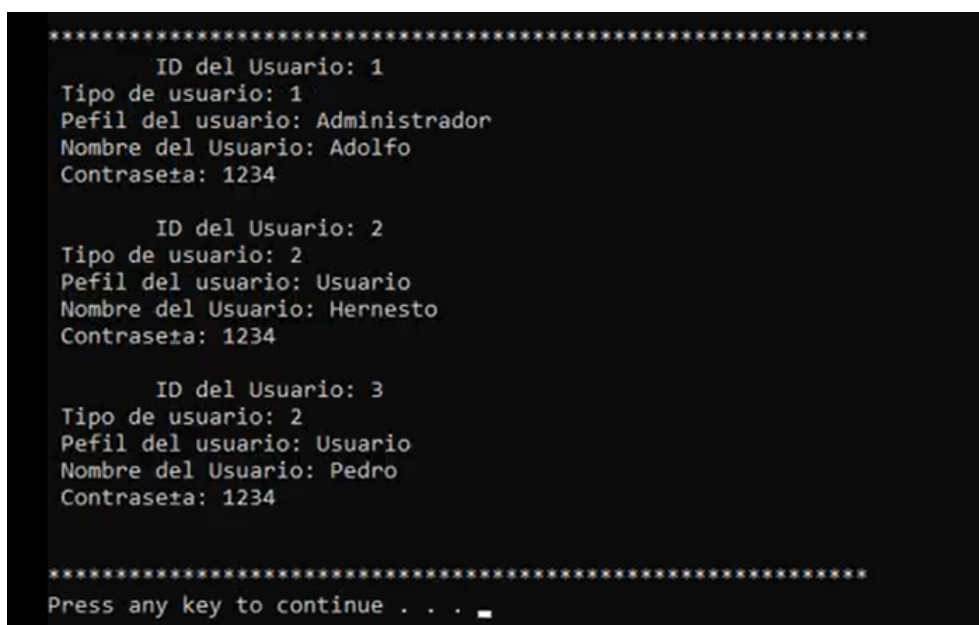 *************************************************************
ID del Usuario: 1
Tipo de usuario: 1
Pefil del usuario: Administrador
Nombre del Usuario: Adolfo
Contrase±a: 1234
ID del Usuario: 2
Tipo de usuario: 2
Pefil del usuario: Usuario
Nombre del Usuario: Hernesto
Contrase±a: 1234
ID del Usuario: 3
Tipo de usuario: 2
Pefil del usuario: Usuario
Nombre del Usuario: Pedro
Contrase±a: 1234
*************************************************************
Press any key to continue . . .